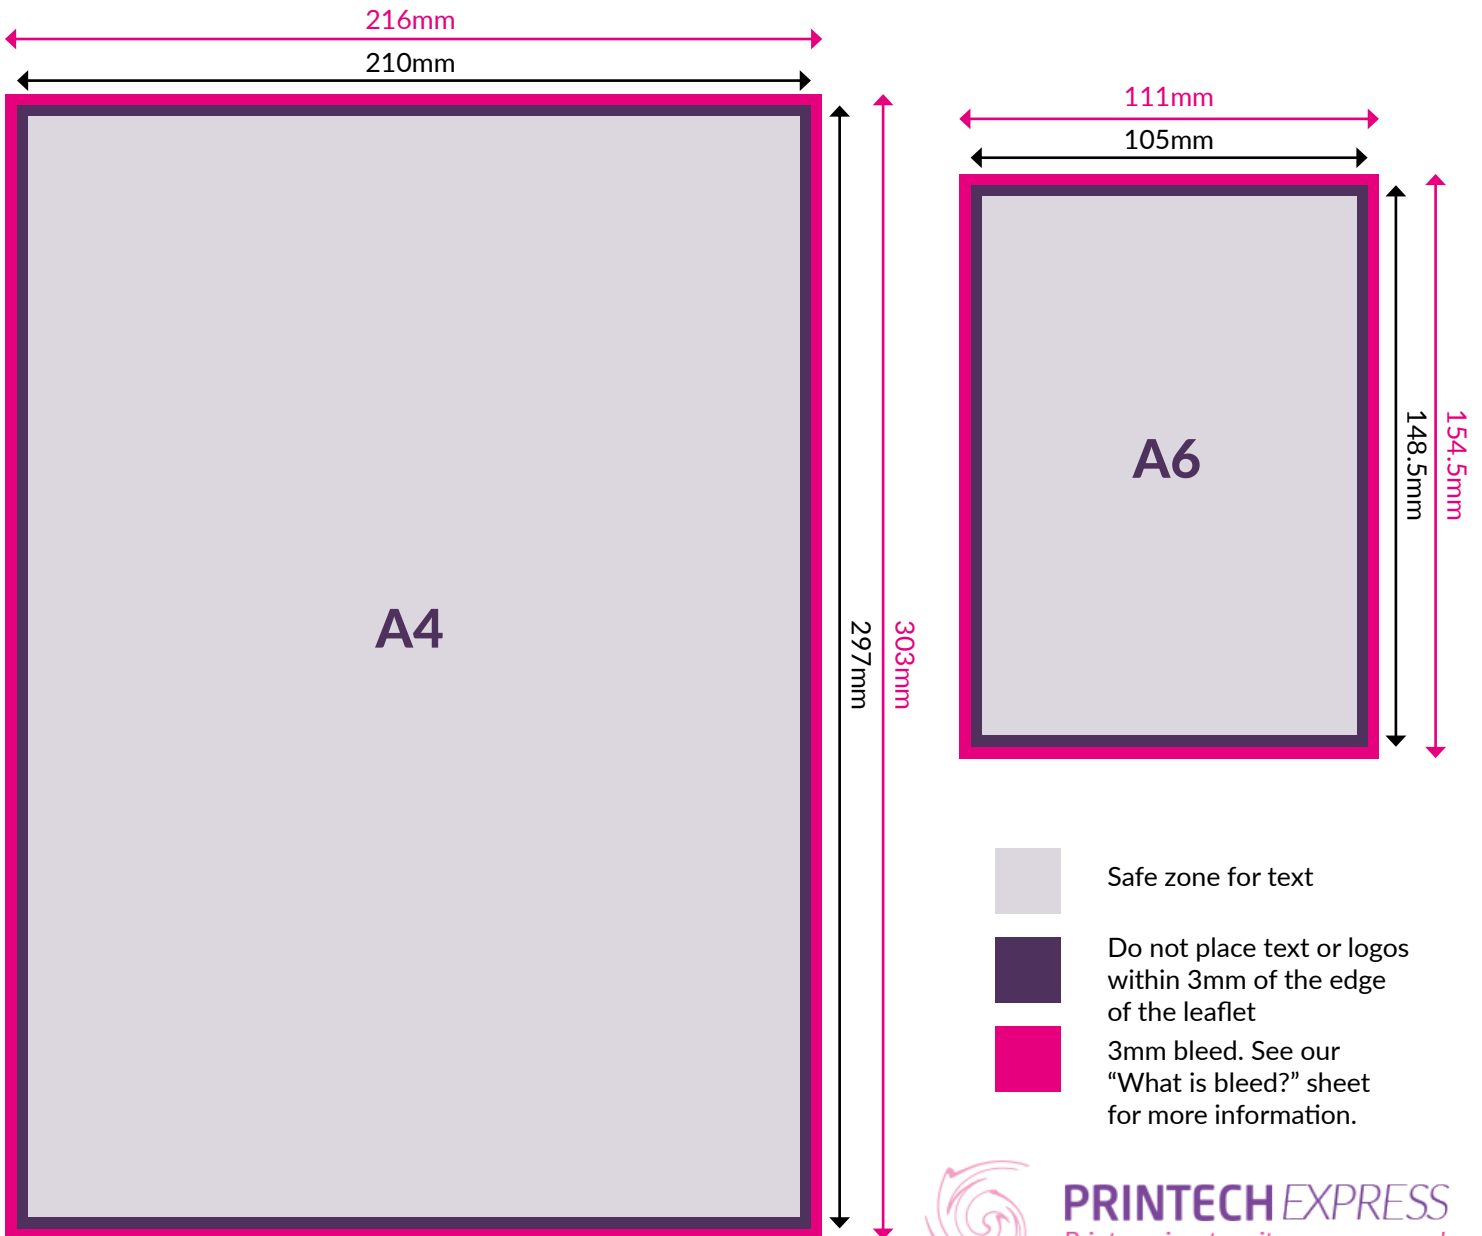 216mm
210mm
111mm
105mm
A4
297mm
303mm
A6
148.5mm
154.5mm
Safe zone for text
Do not place text or logos
within 3mm of the edge
of the leaflet
3mm bleed. See our
“What is bleed?” sheet
for more information.
PRINTECH EXPRESS